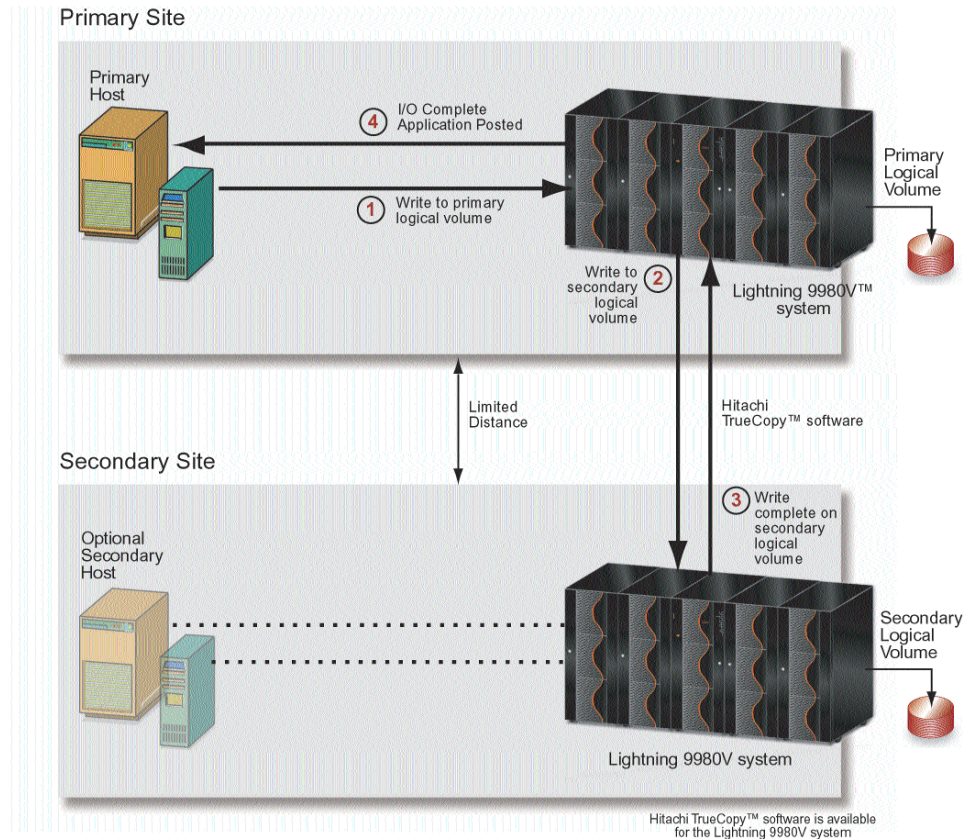 Primary Site
Primary
Host
4
I/O Complete
Application Posted
1
Write to primary
logical volume
Primary
Logical
Volume
Write to
secondary
logical
volume
2
Lightning 9980V™
system
Limited
Distance
Hitachi
TrueCopy™ software
Secondary Site
3
Write
complete on
secondary
logical
volume
Optional
Secondary
Host
Secondary
Logical
Volume
Lightning 9980V system
Hitachi TrueCopy™ software is available
for the Lightning 9980V system